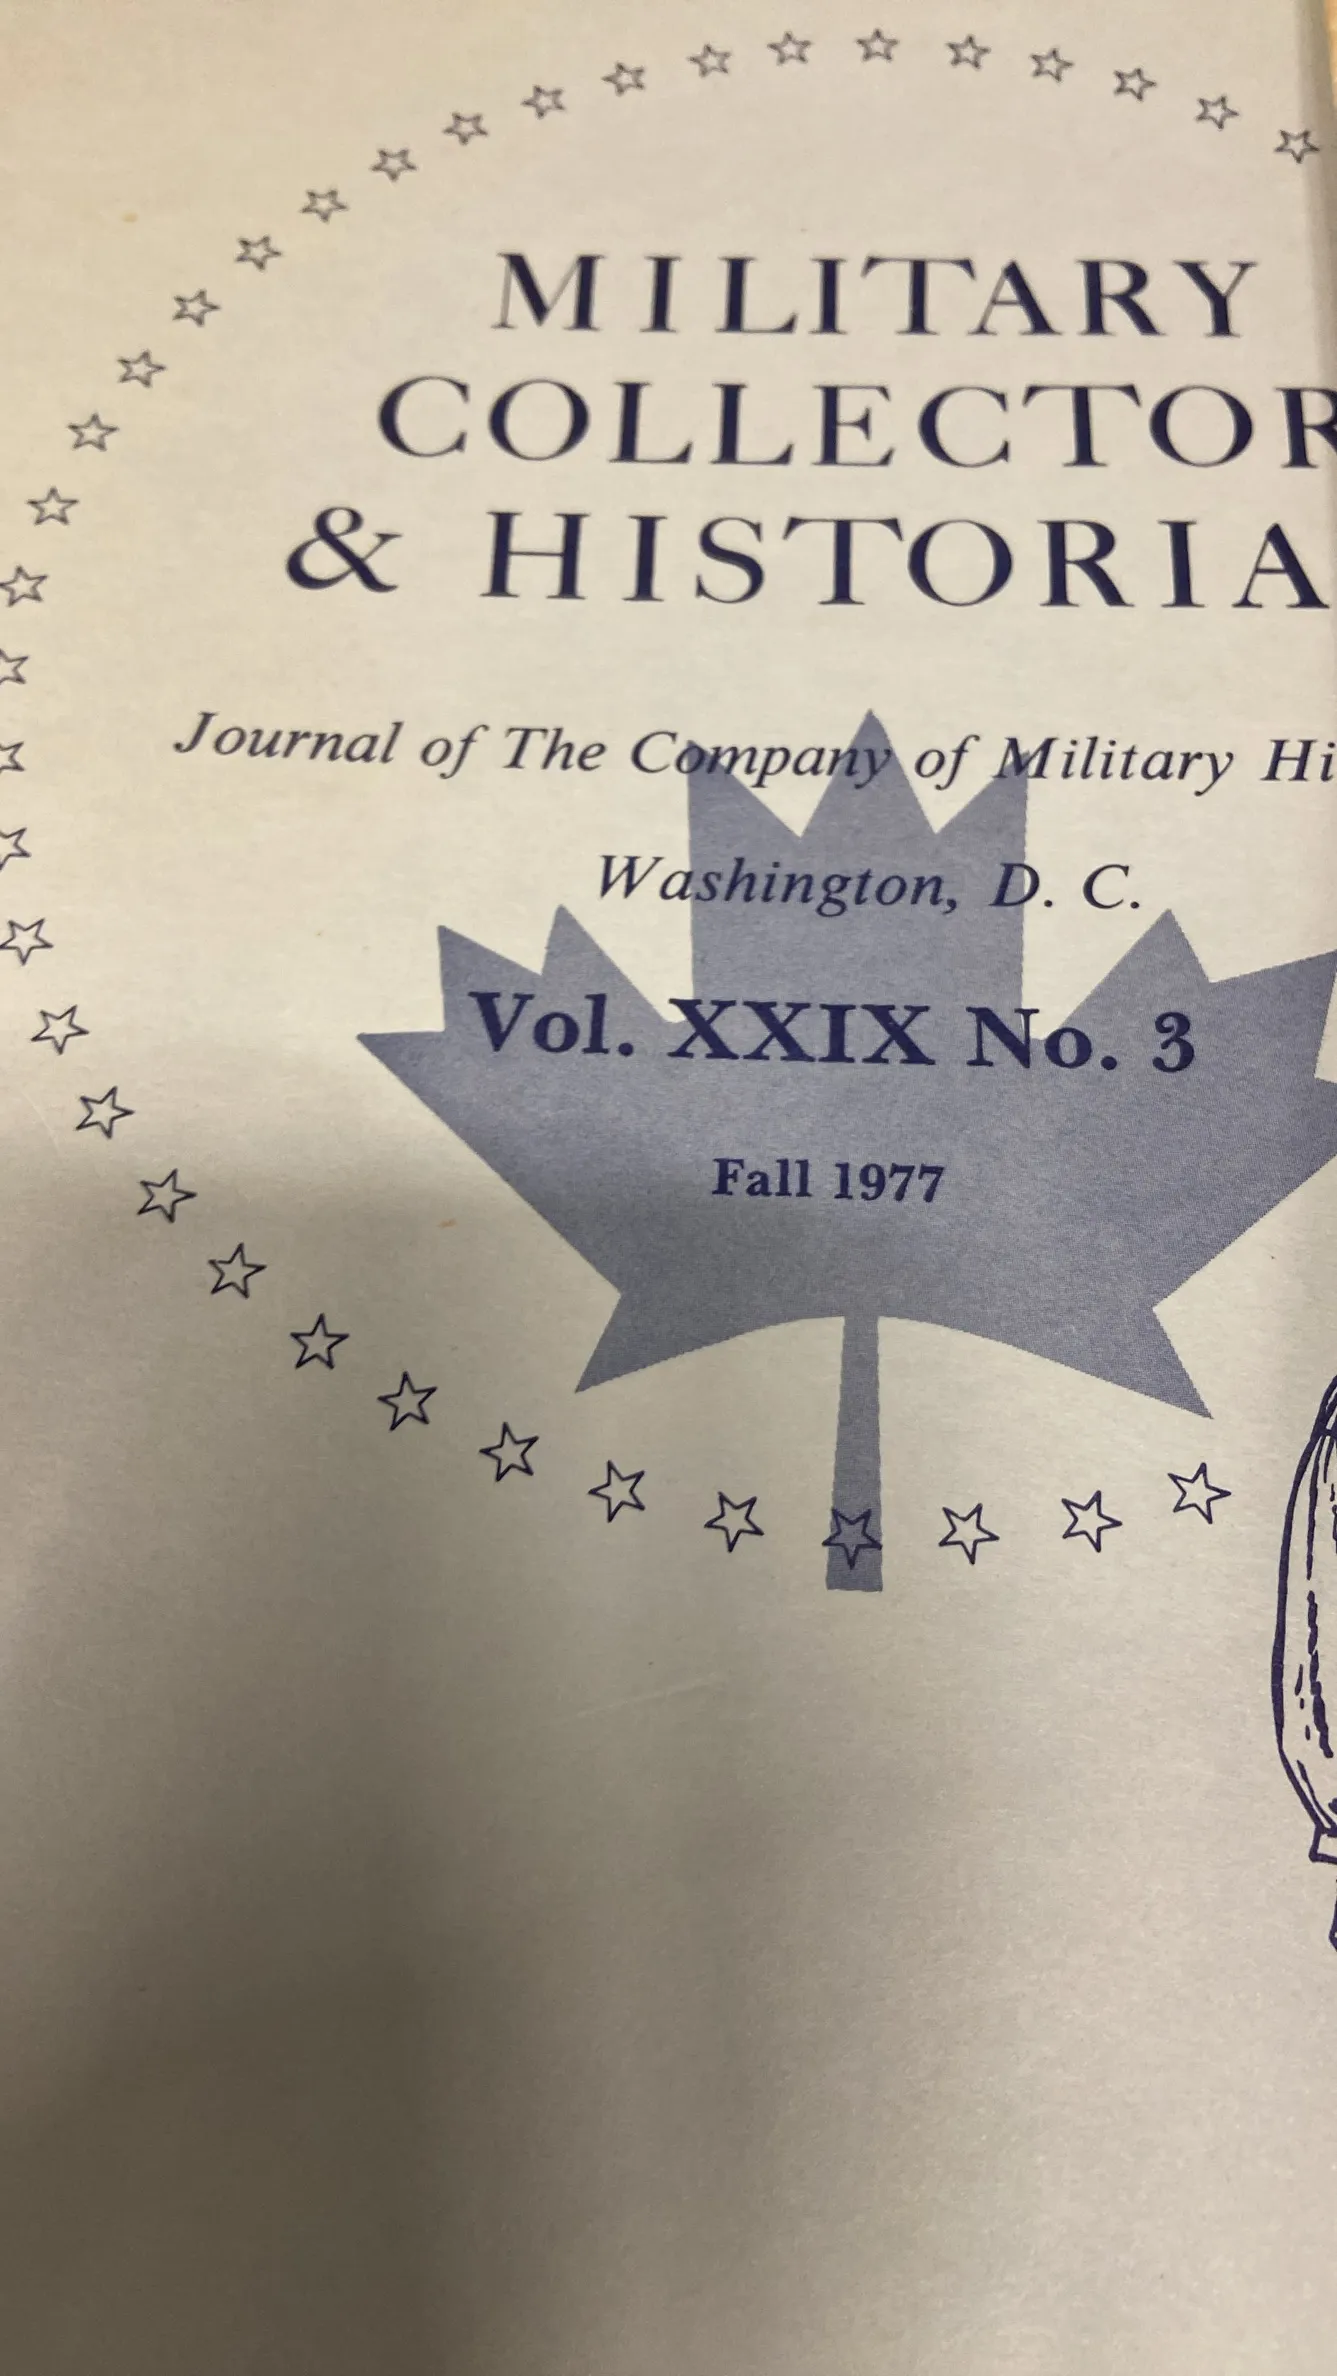 MILITARY
COLLECTOR
& HISTORIA
Journal of The Company of Military Hi
Washington, D. C.
Vol. XXIX No. 3
Fall 1977